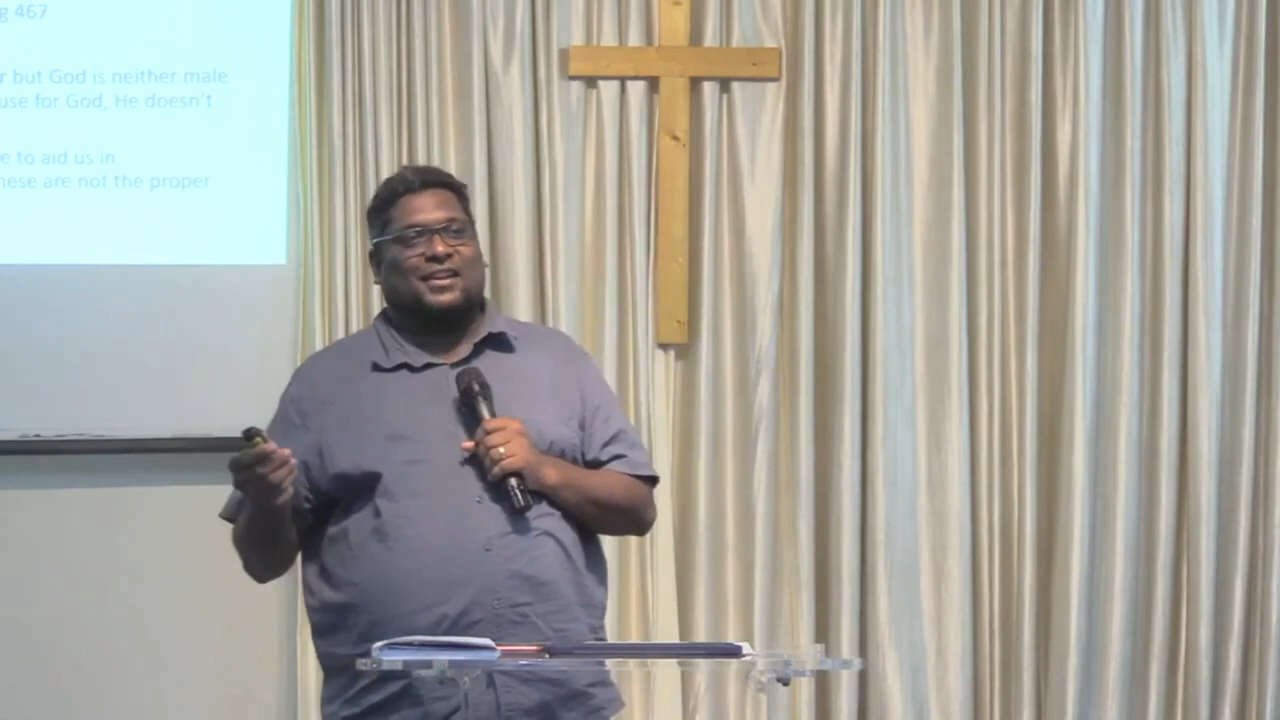 467
but God is neither male
use for God, He doesn't
to aid us in
are not the proper